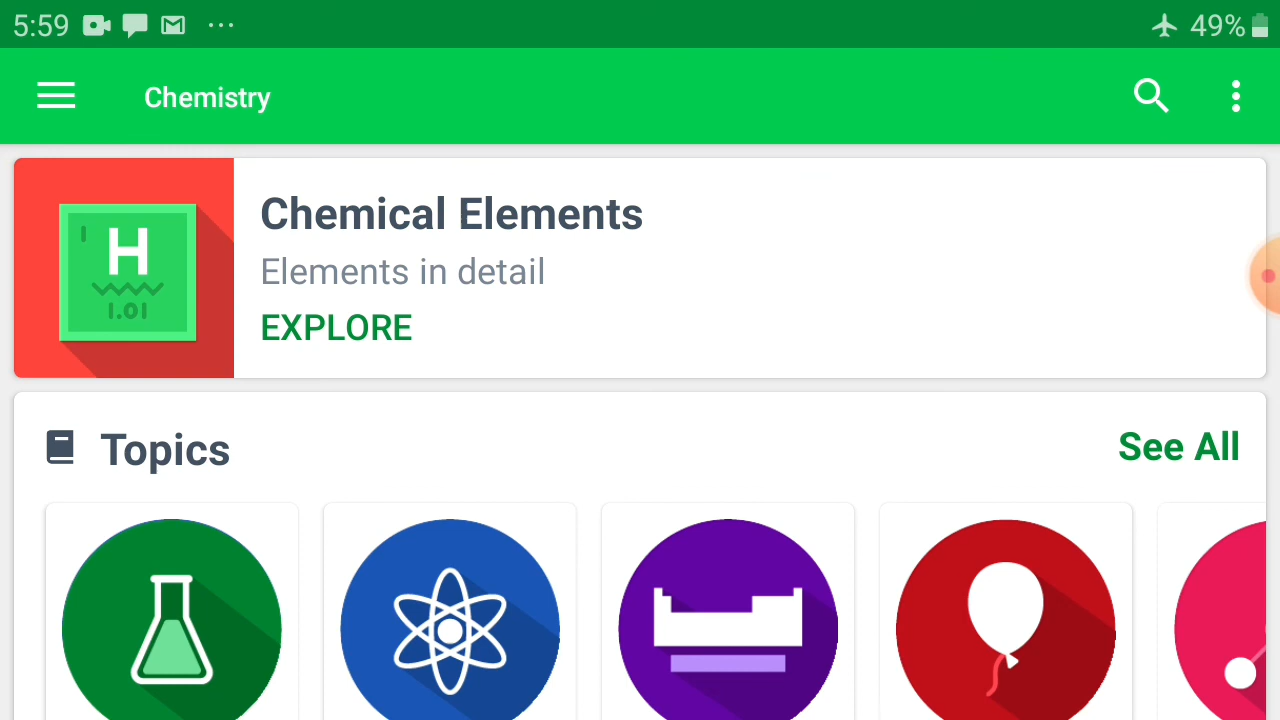 5:59
49%
Chemistry
H
1.01
Chemical Elements
Elements in detail
EXPLORE
Topics
See All